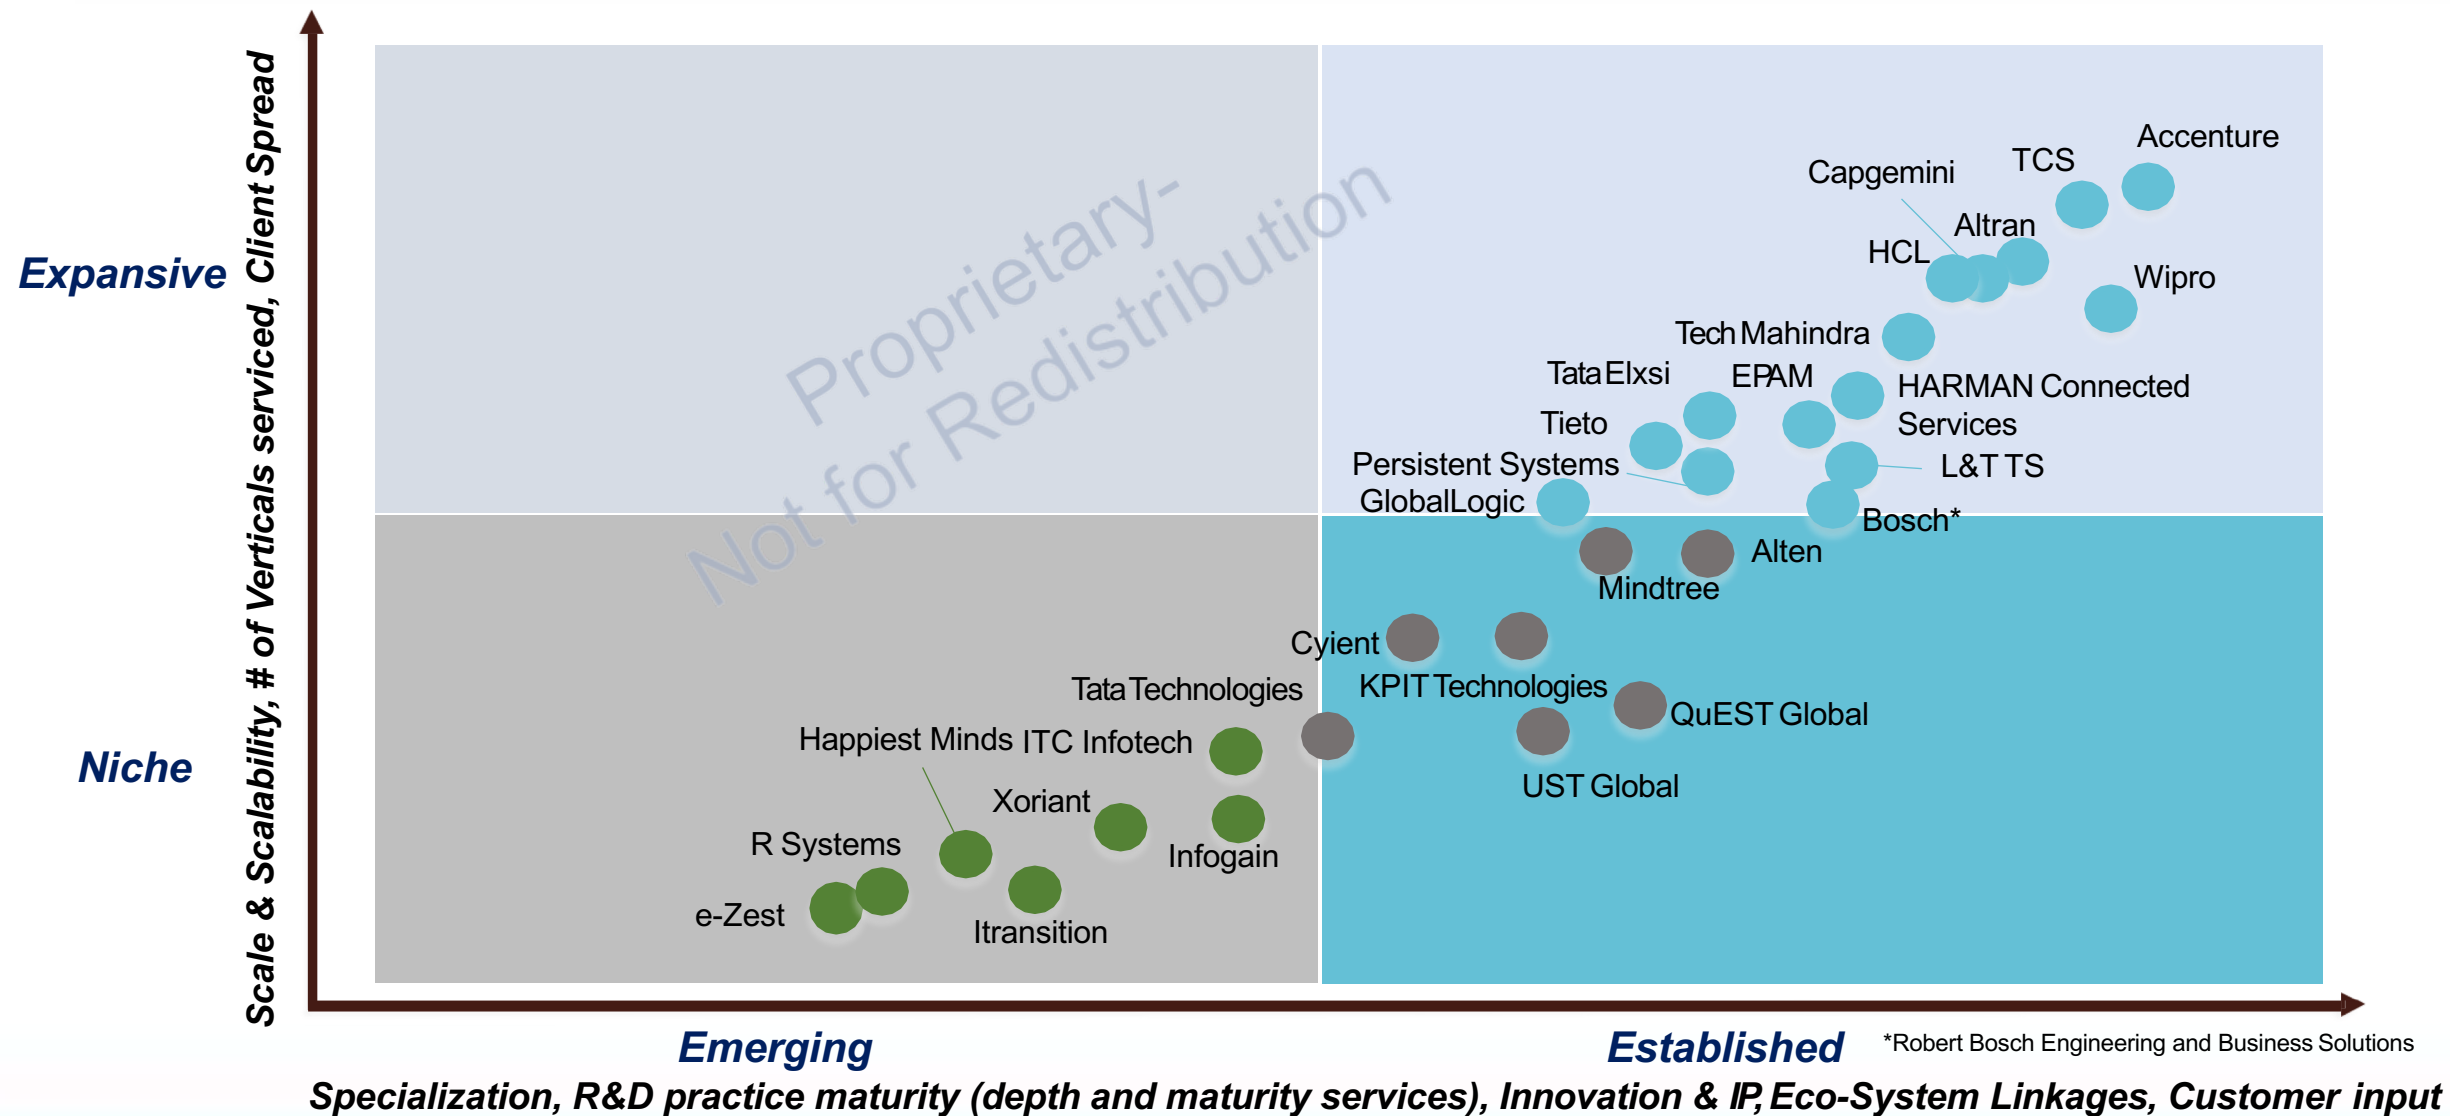 Scale & Scalability, # of Verticals serviced, Client Spread
Expansive
Niche
Proprietary-
Not for Redistribution
Accenture
TCS
Capgemini
Altran
HCL
Wipro
Tech Mahindra
Tata Elxsi
EPAM
HARMAN Connected
Services
Tieto
Persistent Systems
L&T TS
GlobalLogic
Bosch*
Alten
Mindtree
Cyient
KPIT Technologies
Tata Technologies
QuEST Global
Happiest Minds
ITC Infotech
UST Global
Xoriant
R Systems
Infogain
e-Zest
Itransition
Emerging
Established
*Robert Bosch Engineering and Business Solutions
Specialization, R&D practice maturity (depth and maturity services), Innovation & IP, Eco-System Linkages, Customer input